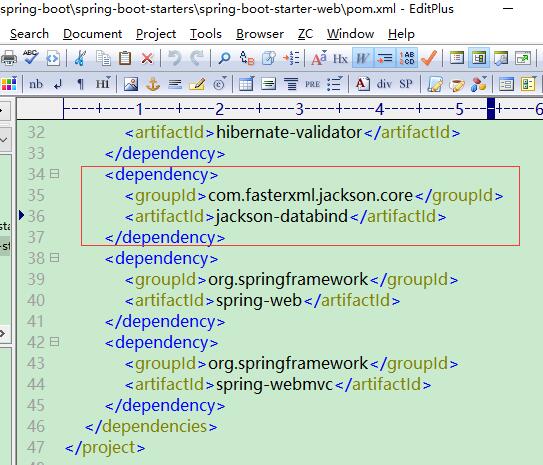 spring-boot\spring-boot-starters\spring-boot-starter-web\pom.xml - EditPlus
Search Document Project Tools Browser ZC Window Help
ABC
Hx W ABCD
nb ¶ HI PRE A div SP
----+----1----+----2----+----3----+----4----+----5----+----6
32 <artifactId>hibernate-validator</artifactId>
33 </dependency>
34 <dependency>
35 <groupId>com.fasterxml.jackson.core</groupId>
36 <artifactId>jackson-databind</artifactId>
37 </dependency>
38 <dependency>
39 <groupId>org.springframework</groupId>
40 <artifactId>spring-web</artifactId>
41 </dependency>
42 <dependency>
43 <groupId>org.springframework</groupId>
44 <artifactId>spring-webmvc</artifactId>
45 </dependency>
46 </dependencies>
47 </project>